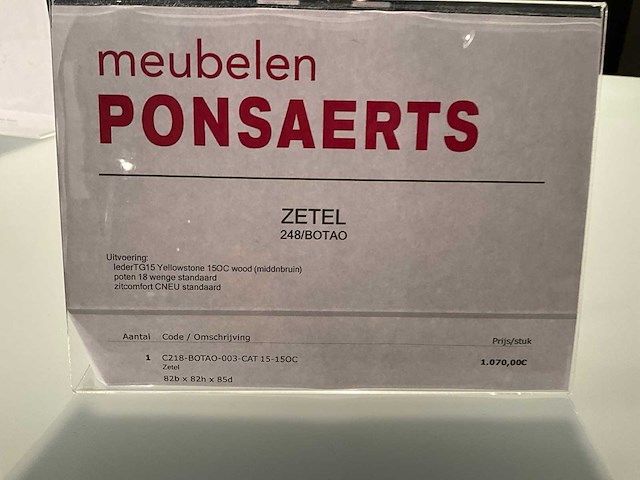 meubelen
PONSAERTS
ZETEL
248/BOTAO
Uitvoering:
lederTG15 Yellowstone 15OC wood (middnbruin)
poten 18 wenge standaard
zitcomfort CNEU standaard
Aantal Code / Omschrijving Prijs/stuk
1 C218-BOTAO-003-CAT 15-15OC 1.070,00€
Zetel
82b x 82h x 85d